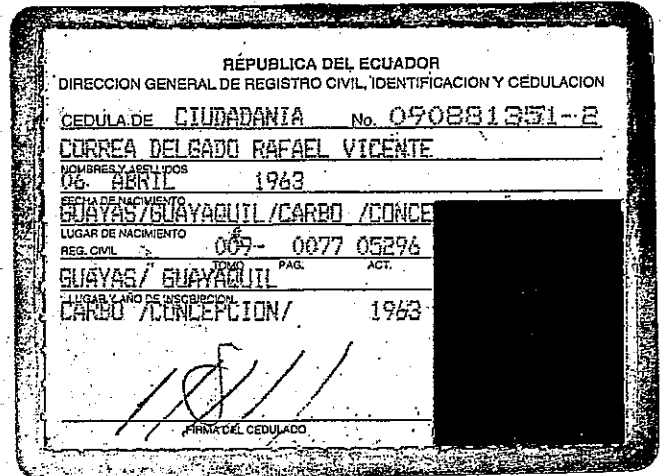 REPUBLICA DEL ECUADOR
DIRECCION GENERAL DE REGISTRO CIVIL, IDENTIFICACION Y CEDULACION
CEDULA DE CIUDADANIA No. 090881351-2
CORREA DELGADO RAFAEL VICENTE
NOMBRES Y APELLIDOS
06 ABRIL 1963
FECHA DE NACIMIENTO
GUAYAS/GUAYAQUIL/CARBO /CONCE
LUGAR DE NACIMIENTO
REG. CIVIL 009- 0077 05296
TOMO PAG. ACT.
GUAYAS/ GUAYAQUIL
LUGAR Y AÑO DE INSCRIPCION
CARBO /CONCEPCION/ 1963
FIRMA DEL CEDULADO